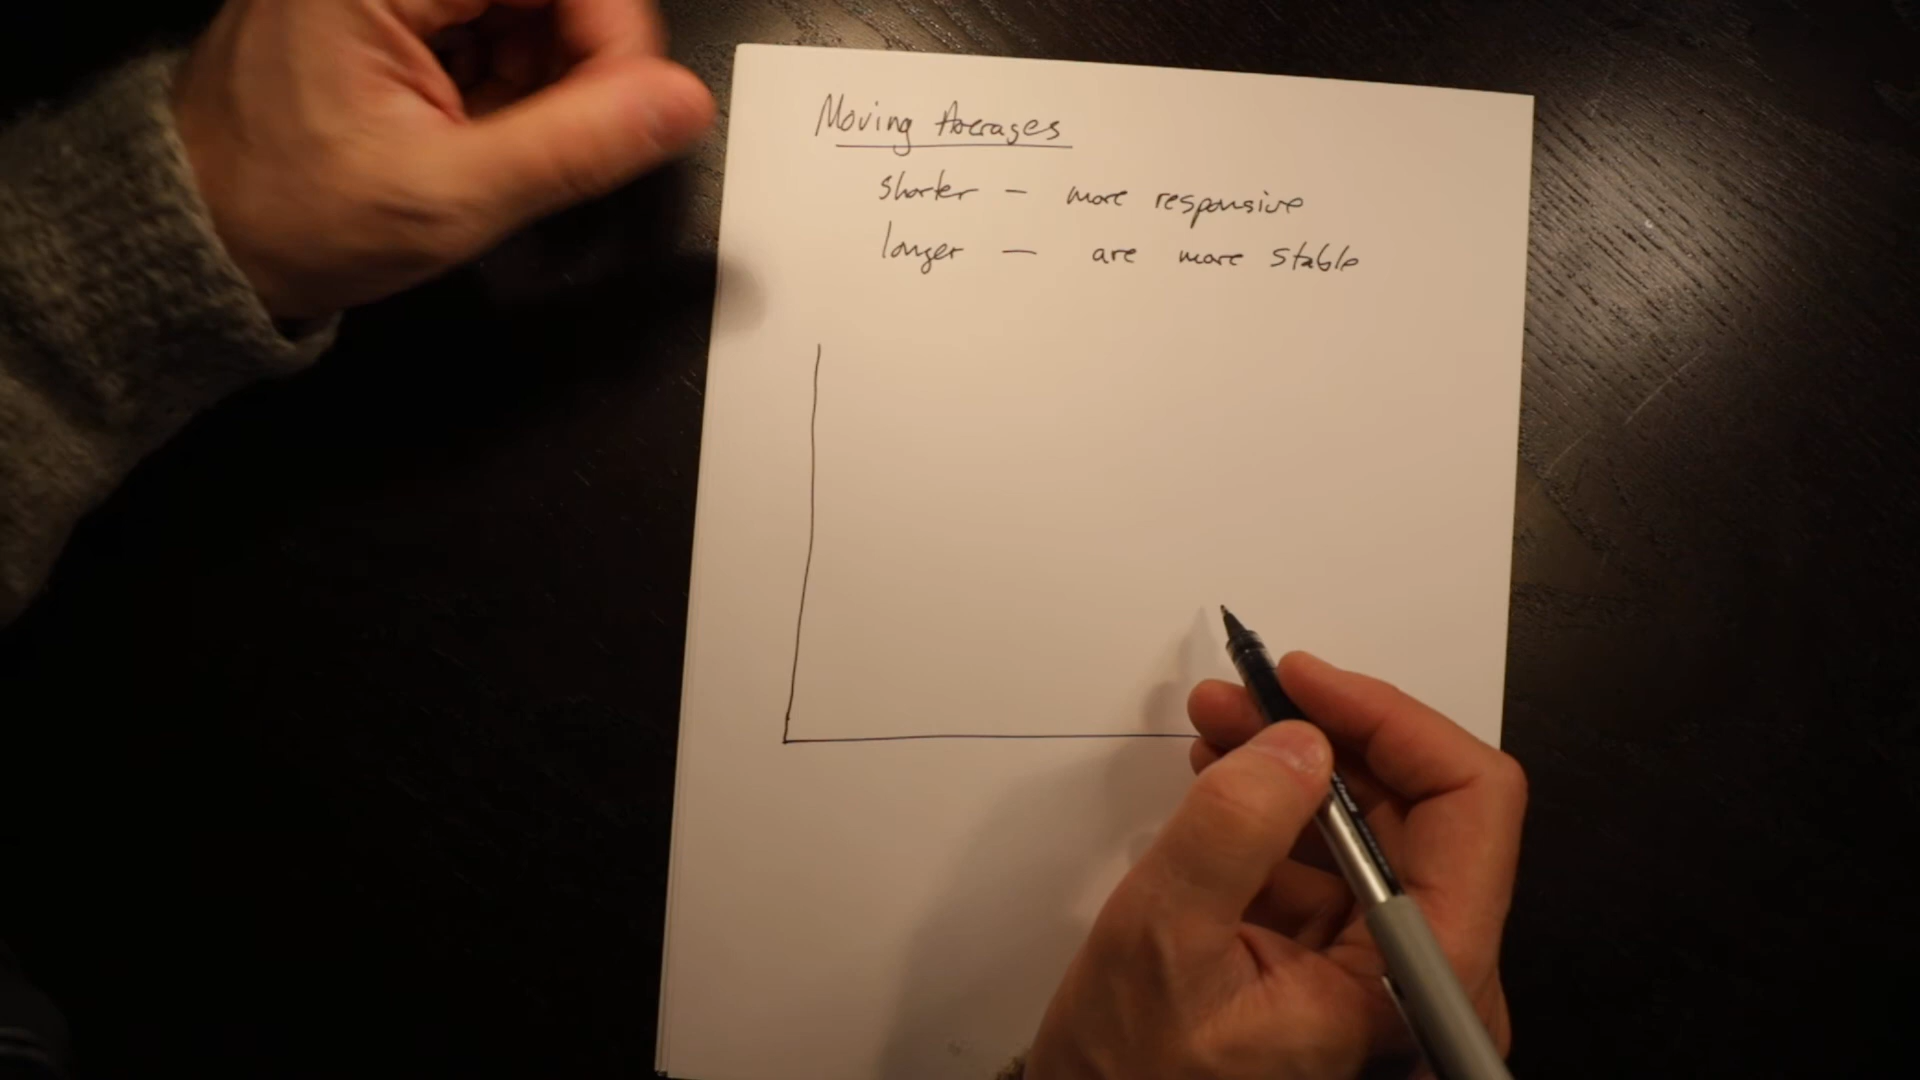 Moving Averages
shorter — more responsive
longer — are more stable